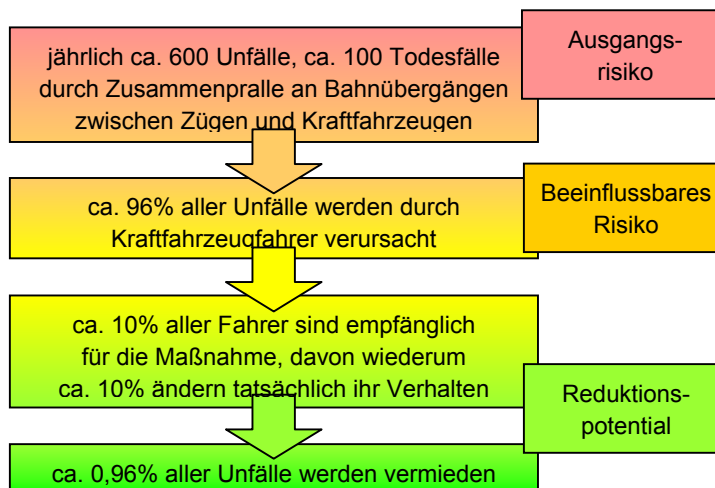 jährlich ca. 600 Unfälle, ca. 100 Todesfälle
durch Zusammenpralle an Bahnübergängen
zwischen Zügen und Kraftfahrzeugen
Ausgangs-
risiko
ca. 96% aller Unfälle werden durch
Kraftfahrzeugfahrer verursacht
Beeinflussbares
Risiko
ca. 10% aller Fahrer sind empfänglich
für die Maßnahme, davon wiederum
ca. 10% ändern tatsächlich ihr Verhalten
Reduktions-
potential
ca. 0,96% aller Unfälle werden vermieden